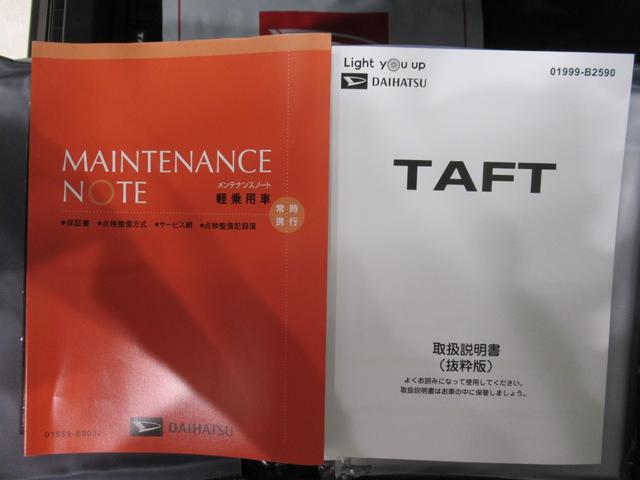 MAINTENANCE
NOTE
メンテナンスノート
軽乗用車
常時
携行
●保証書 ●点検整備方式 ●サービス網 ●点検整備記録簿
DAIHATSU
Light you up
DAIHATSU
01999-B2590
TAFT
取扱説明書
（抜粋版）
よくお読みになって使用してください。
取扱説明書はお車の中に保管しましょう。